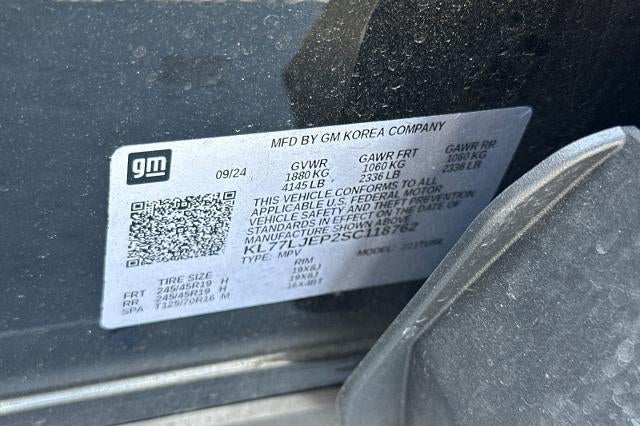 MFD BY GM KOREA COMPANY
gm
09/24
GVWR GAWR FRT GAWR RR
1880 KG 1060 KG 1060 KG
4145 LB 2336 LB 2336 LB
THIS VEHICLE CONFORMS TO ALL
APPLICABLE U.S. FEDERAL MOTOR
VEHICLE SAFETY AND THEFT PREVENTION
STANDARDS IN EFFECT ON THE DATE OF
MANUFACTURE SHOWN ABOVE.
KL77LJEP2SC118762
TYPE: MPV MODEL:
TIRE SIZE RIM
FRT 245/45R19 H 19X8J
RR 245/45R19 H 19X8J
SPA T125/70R16 M 16X4BT